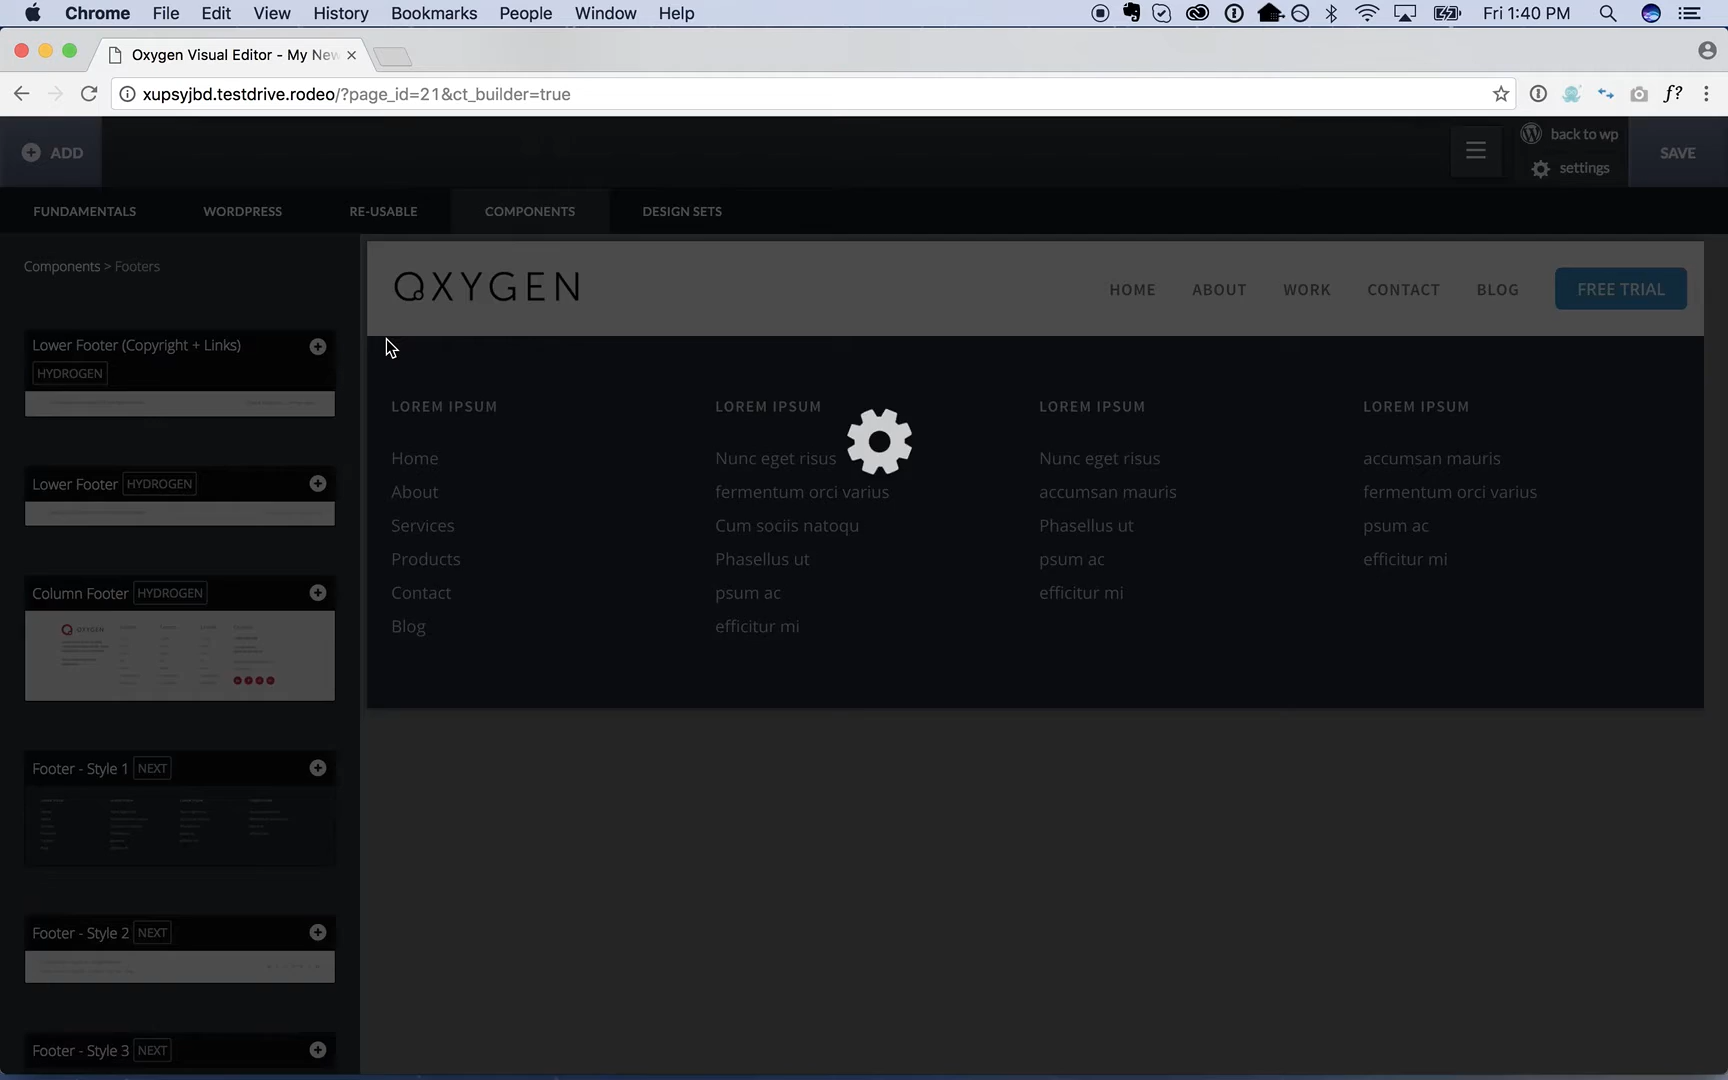 Chrome File Edit View History Bookmarks People Window Help Fri 1:40 PM
Oxygen Visual Editor - My New
xupsyjbd.testdrive.rodeo/?page_id=21&ct_builder=true
f?
ADD
back to wp
settings
SAVE
FUNDAMENTALS WORDPRESS RE-USABLE COMPONENTS DESIGN SETS
Components > Footers
Lower Footer (Copyright + Links)
HYDROGEN
Lower Footer HYDROGEN
Column Footer HYDROGEN
OXYGEN
Footer - Style 1 NEXT
Footer - Style 2 NEXT
Footer - Style 3 NEXT
OXYGEN
HOME ABOUT WORK CONTACT BLOG FREE TRIAL
LOREM IPSUM
Home
About
Services
Products
Contact
Blog
LOREM IPSUM
Nunc eget risus
fermentum orci varius
Cum sociis natoqu
Phasellus ut
psum ac
efficitur mi
LOREM IPSUM
Nunc eget risus
accumsan mauris
Phasellus ut
psum ac
efficitur mi
LOREM IPSUM
accumsan mauris
fermentum orci varius
psum ac
efficitur mi